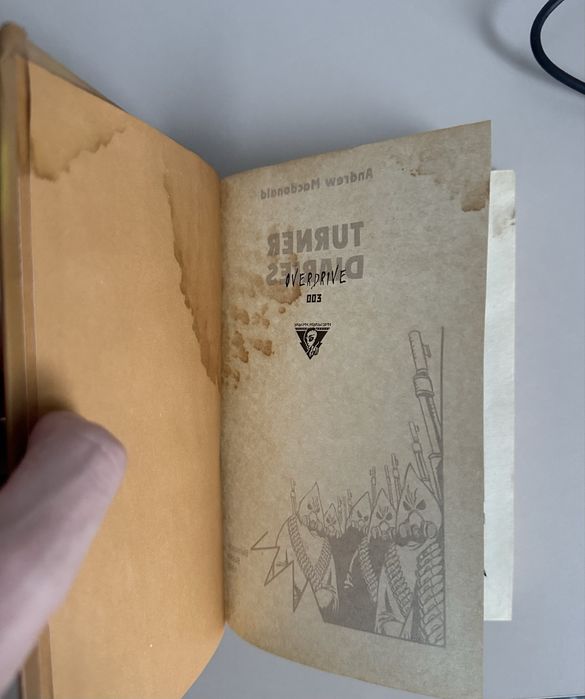 Andrew Macdonald
TURNER
DIARIES
OVERDRIVE
003